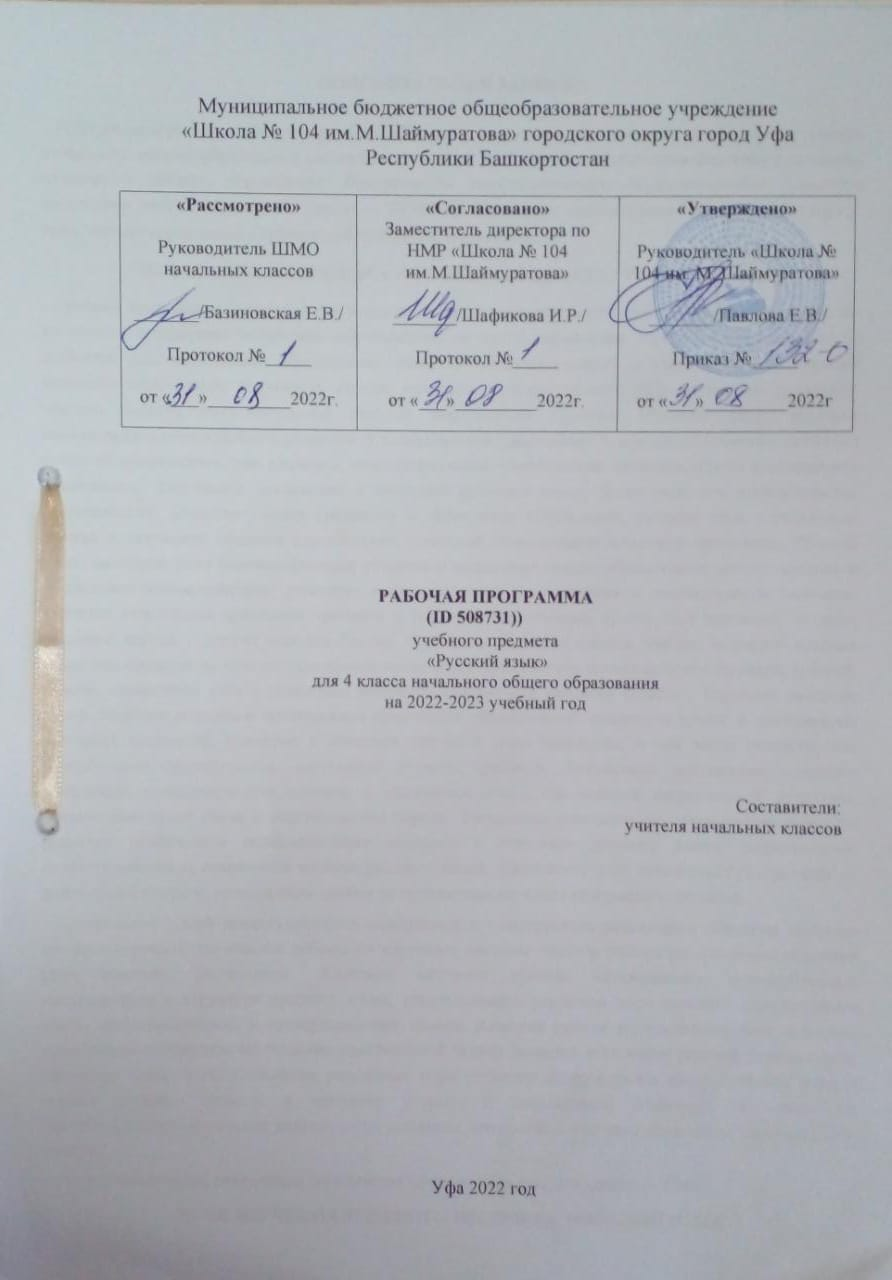 Муниципальное бюджетное общеобразовательное учреждение
«Школа № 104 им.М.Шаймуратова» городского округа город Уфа
Республики Башкортостан
«Рассмотрено»
Руководитель ШМО
начальных классов
/Базиновская Е.В./
Протокол № 1
от «31» 08 2022г.
«Согласовано»
Заместитель директора по
НМР «Школа № 104
им.М.Шаймуратова»
/Шафикова И.Р./
Протокол № 1
от « 31» 08 2022г.
«Утверждено»
Руководитель «Школа №
104 им. М.Шаймуратова»
/Павлова Е.В./
Приказ № 132-0
от «31» 08 2022г
РАБОЧАЯ ПРОГРАММА
(ID 508731))
учебного предмета
«Русский язык»
для 4 класса начального общего образования
на 2022-2023 учебный год
Составители:
учителя начальных классов
Уфа 2022 год